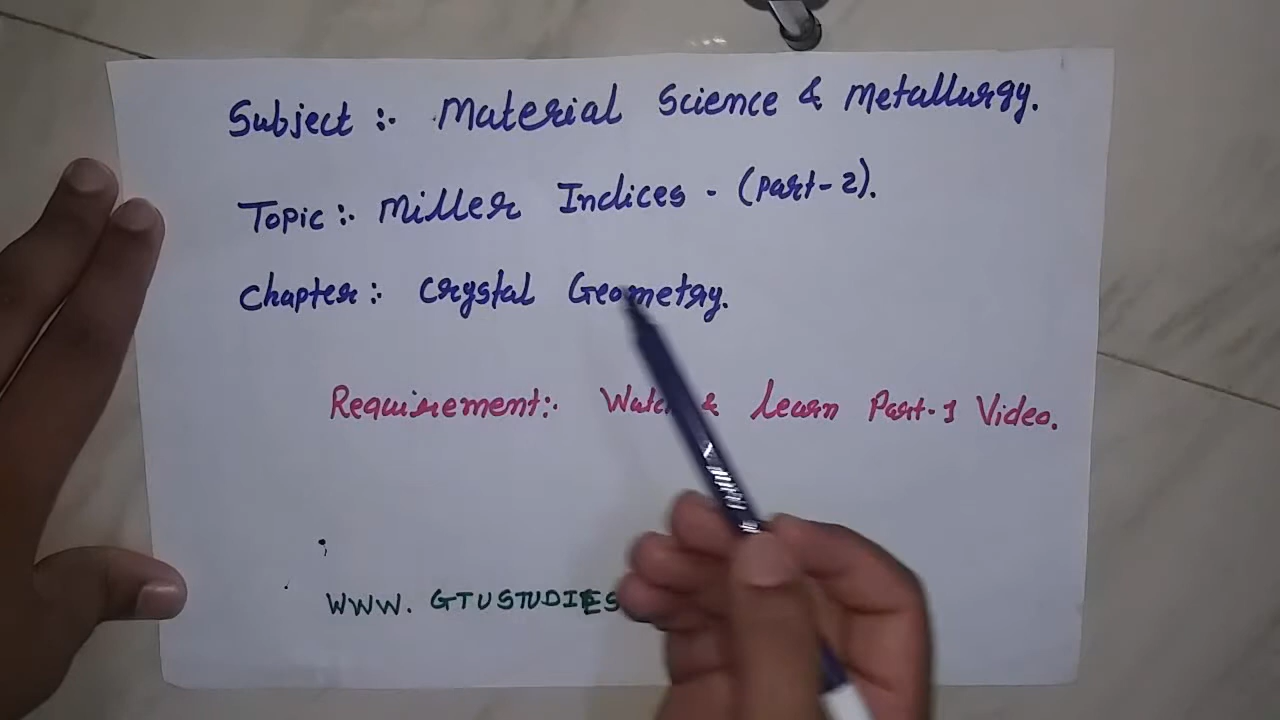 Subject :- Material Science & Metallurgy.
Topic :- Miller Indices - (Part-2).
Chapter :- Crystal Geometry.
Requirement :- & Learn Part-1 Video.
WWW. GTUSTUDIES